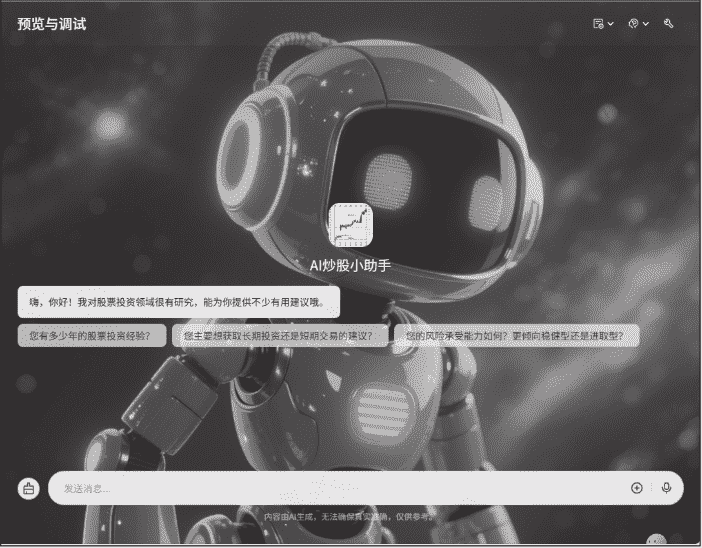 预览与调试
AI炒股小助手
嗨，你好！我对股票投资领域很有研究，能为你提供不少有用建议哦。
您有多少年的股票投资经验？ 您主要想获取长期投资还是短期交易的建议？ 您的风险承受能力如何？更倾向稳健型还是进取型？
发送消息...
内容由AI生成，无法确保真实准确，仅供参考。